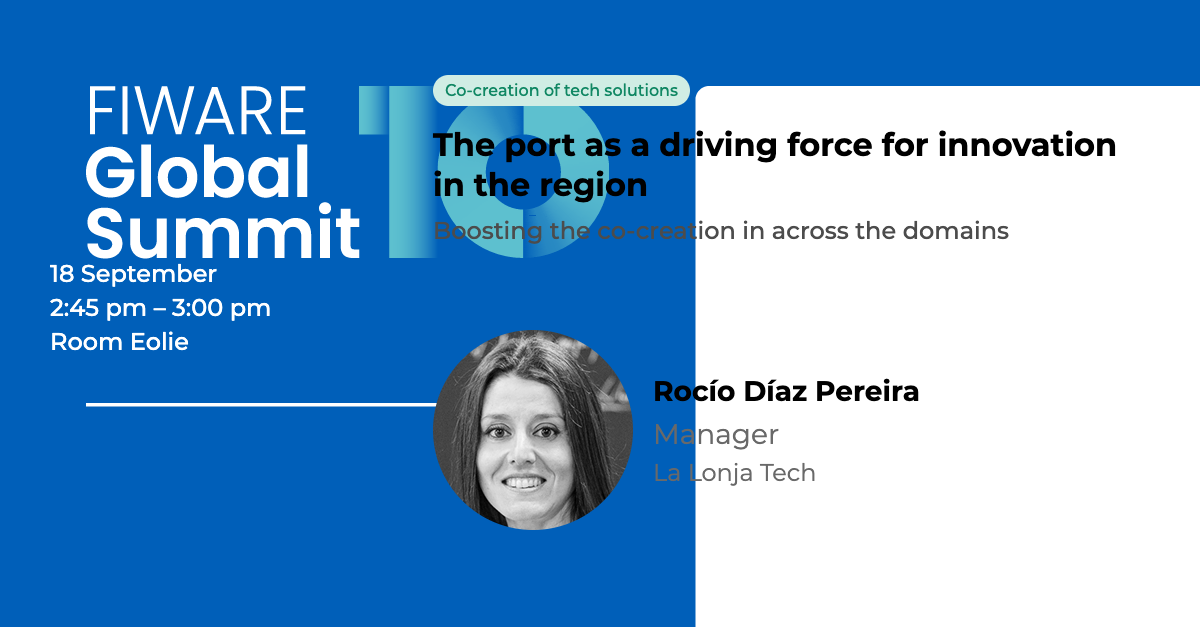 FIWARE
Global
Summit
10
18 September
2:45 pm – 3:00 pm
Room Eolie
Co-creation of tech solutions
The port as a driving force for innovation
in the region
Boosting the co-creation in across the domains
Rocío Díaz Pereira
Manager
La Lonja Tech